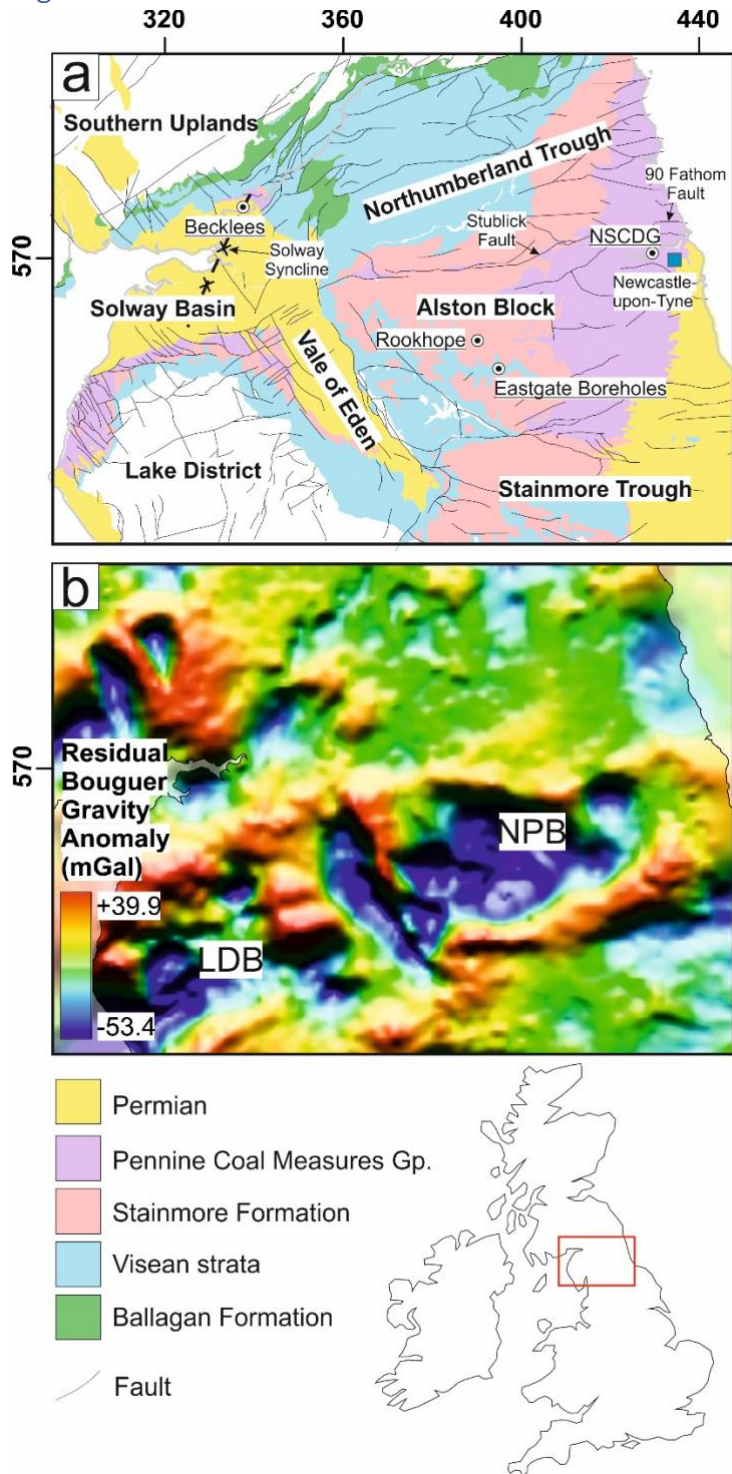 320 360 400 440
a
Southern Uplands
Northumberland Trough
90 Fathom
Fault
Becklees
Stublick
Fault
NSCDG
570
Solway
Syncline
Newcastle-
upon-Tyne
Solway Basin
Alston Block
Rookhope
Vale of Eden
Eastgate Boreholes
Lake District
Stainmore Trough
b
570
Residual
Bouguer
Gravity
Anomaly
(mGal)
+39.9
-53.4
NPB
LDB
Permian
Pennine Coal Measures Gp.
Stainmore Formation
Visean strata
Ballagan Formation
Fault